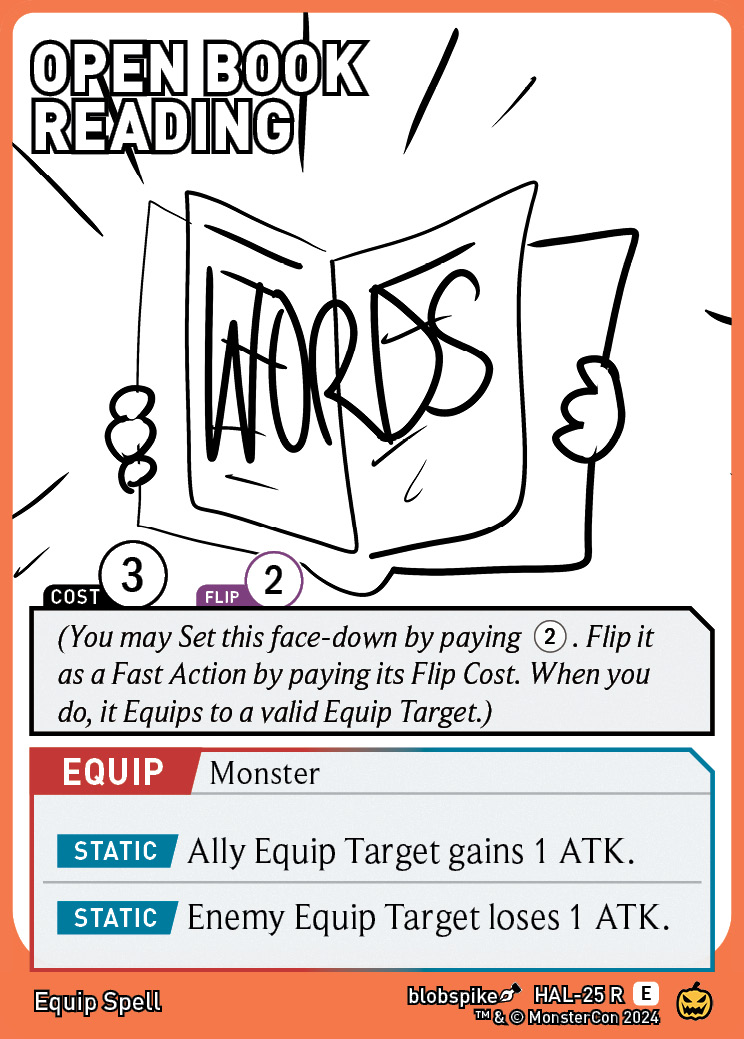 OPEN BOOK
READING
WORDS
COST 3 FLIP 2
(You may Set this face-down by paying 2. Flip it
as a Fast Action by paying its Flip Cost. When you
do, it Equips to a valid Equip Target.)
EQUIP Monster
STATIC Ally Equip Target gains 1 ATK.
STATIC Enemy Equip Target loses 1 ATK.
Equip Spell
blobspike HAL-25 R E
™ & © MonsterCon 2024